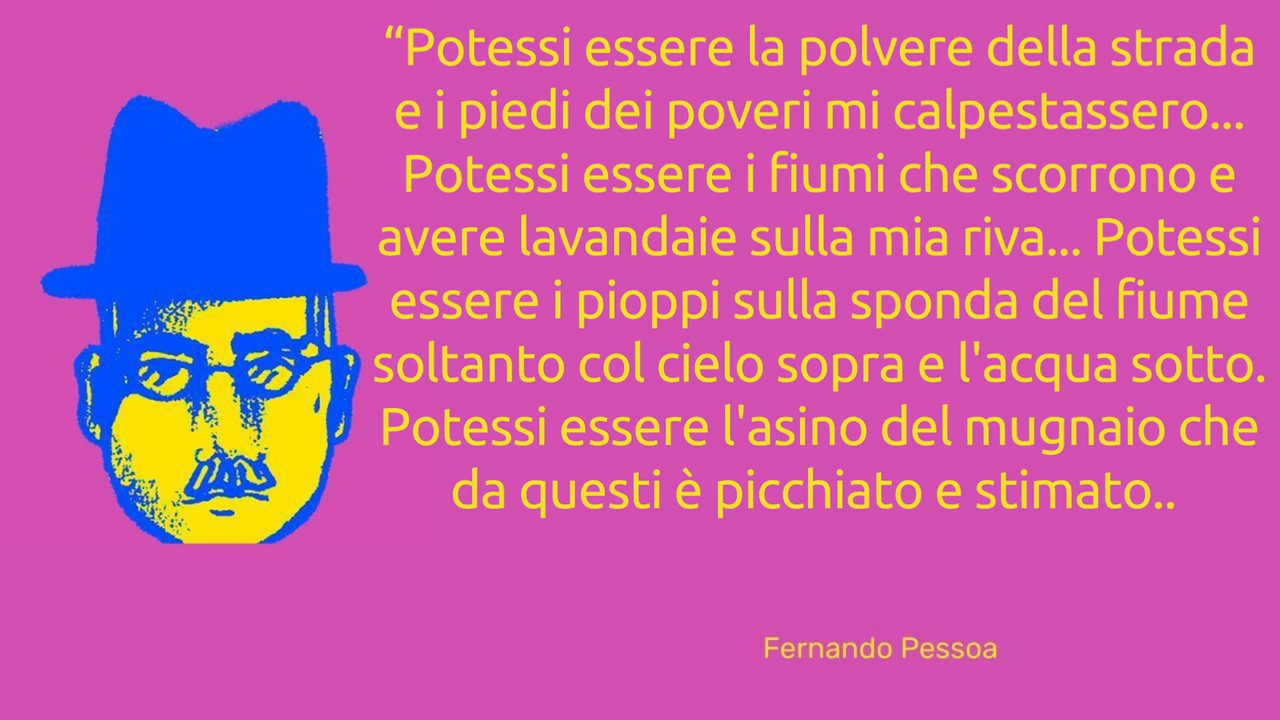 “Potessi essere la polvere della strada
e i piedi dei poveri mi calpestassero...
Potessi essere i fiumi che scorrono e
avere lavandaie sulla mia riva... Potessi
essere i pioppi sulla sponda del fiume
soltanto col cielo sopra e l'acqua sotto.
Potessi essere l'asino del mugnaio che
da questi è picchiato e stimato..
Fernando Pessoa